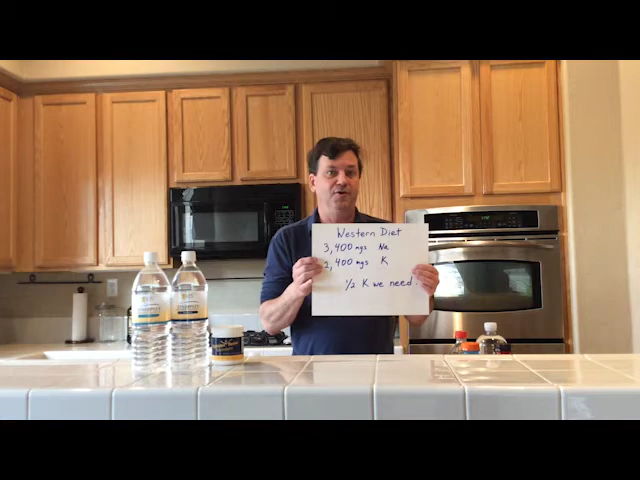 Western Diet
3,400 mgs Na
2,400 mgs K
1/2 K we need!